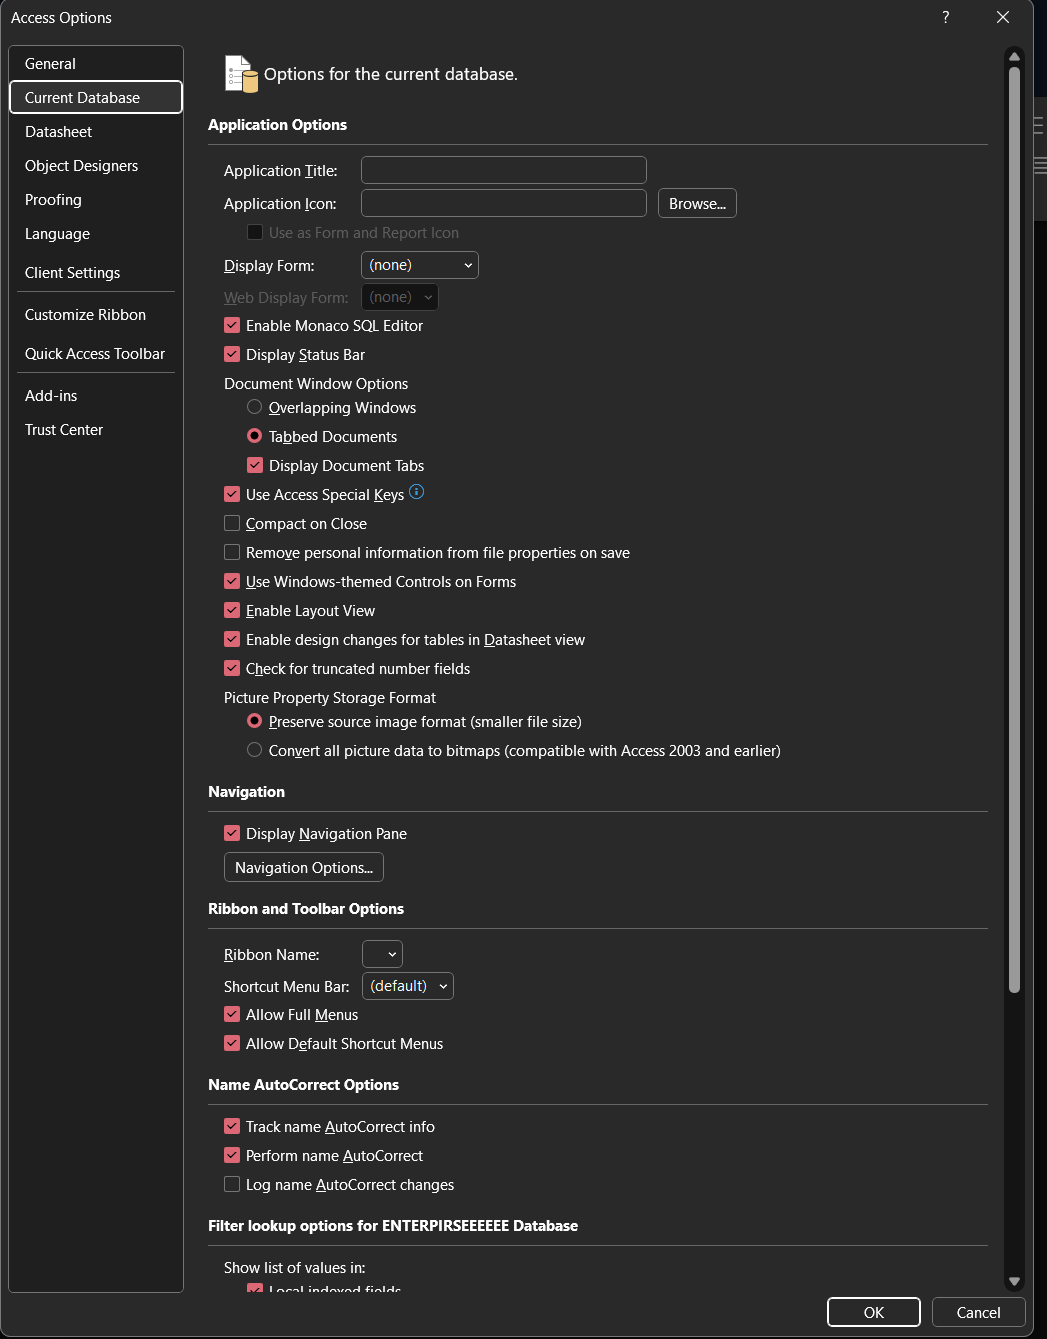 Access Options
?
General
Current Database
Datasheet
Object Designers
Proofing
Language
Client Settings
Customize Ribbon
Quick Access Toolbar
Add-ins
Trust Center
Options for the current database.
Application Options
Application Title:
Application Icon:
Browse...
Use as Form and Report Icon
Display Form: (none)
Web Display Form: (none)
Enable Monaco SQL Editor
Display Status Bar
Document Window Options
Overlapping Windows
Tabbed Documents
Display Document Tabs
Use Access Special Keys
Compact on Close
Remove personal information from file properties on save
Use Windows-themed Controls on Forms
Enable Layout View
Enable design changes for tables in Datasheet view
Check for truncated number fields
Picture Property Storage Format
Preserve source image format (smaller file size)
Convert all picture data to bitmaps (compatible with Access 2003 and earlier)
Navigation
Display Navigation Pane
Navigation Options...
Ribbon and Toolbar Options
Ribbon Name:
Shortcut Menu Bar: (default)
Allow Full Menus
Allow Default Shortcut Menus
Name AutoCorrect Options
Track name AutoCorrect info
Perform name AutoCorrect
Log name AutoCorrect changes
Filter lookup options for ENTERPIRSEEEEEE Database
Show list of values in:
Local indexed fields
OK
Cancel